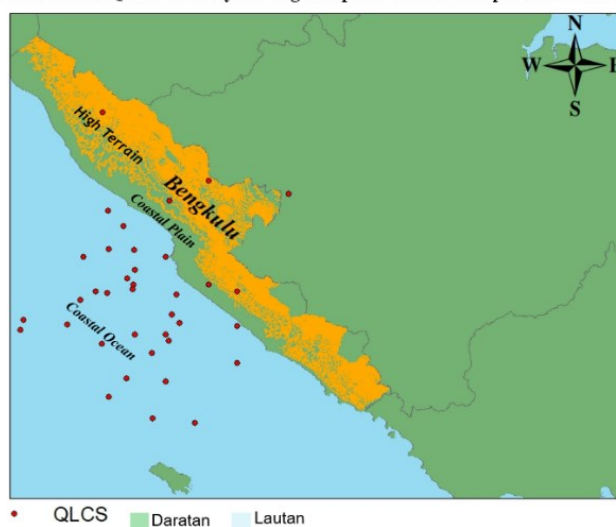 N
W
E
S
High Terrain
Bengkulu
Coastal Plain
Coastal Ocean
QLCS
Daratan
Lautan